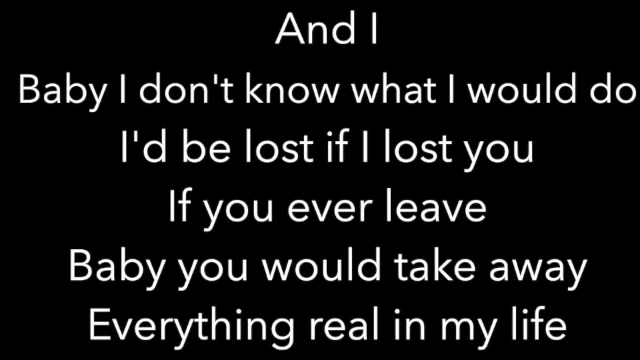 And I
Baby I don't know what I would do
I'd be lost if I lost you
If you ever leave
Baby you would take away
Everything real in my life